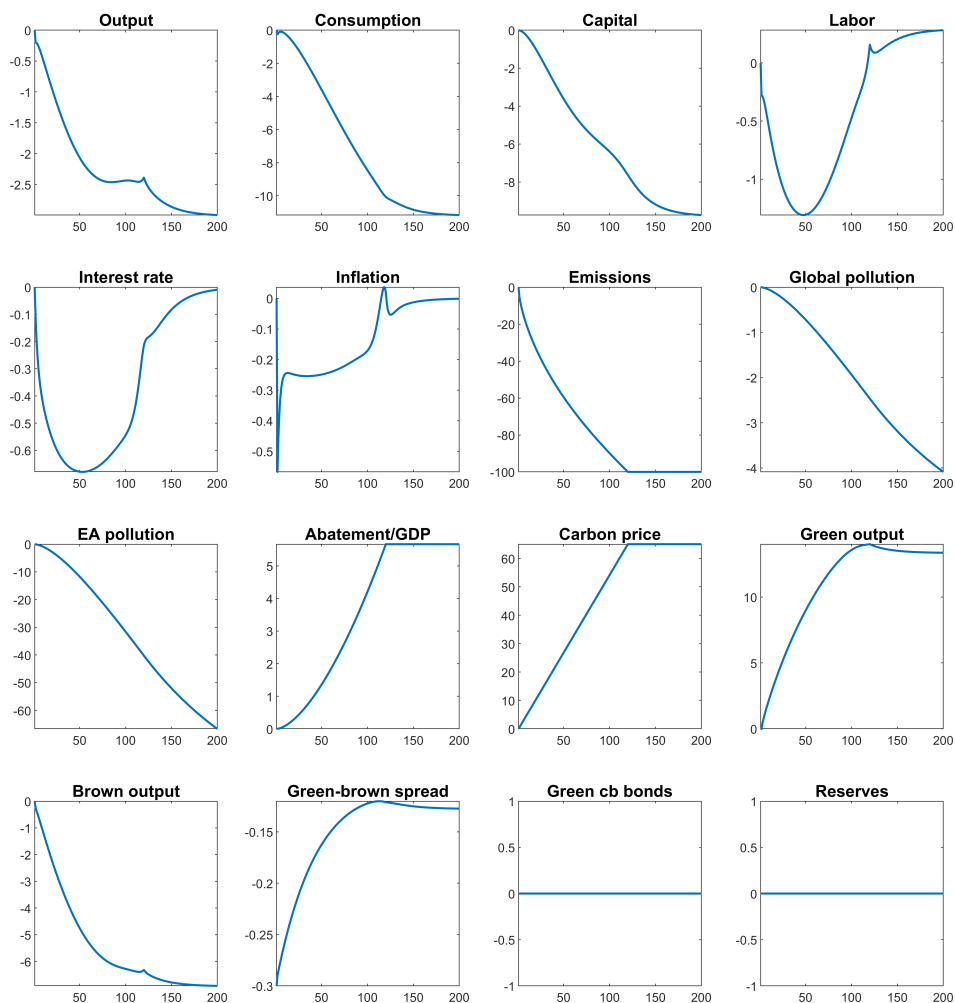 Output Consumption Capital Labor
0 0 0
-0.5 -2 -2 0
-1 -4 -4
-1.5 -6 -0.5
-2 -8 -6
-2.5 -10 -8 -1
50 100 150 200 50 100 150 200 50 100 150 200 50 100 150 200
Interest rate Inflation Emissions Global pollution
0 0 0 0
-0.1 -0.1 -20 -1
-0.2 -0.2 -40
-0.3 -0.3 -60 -2
-0.4 -0.4 -80 -3
-0.5 -0.5 -100 -4
-0.6
50 100 150 200 50 100 150 200 50 100 150 200 50 100 150 200
EA pollution Abatement/GDP Carbon price Green output
0 5 60 10
-10 4 50
-20 3 40 5
-30 2 30
-40 1 20
-50 0 10 0
-60 0
50 100 150 200 50 100 150 200 50 100 150 200 50 100 150 200
Brown output Green-brown spread Green cb bonds Reserves
0 -0.15 1 1
-1 -0.2 0.5 0.5
-2 -0.25 0 0
-3 -0.3 -0.5 -0.5
-4 -1 -1
-5
-6
50 100 150 200 50 100 150 200 50 100 150 200 50 100 150 200